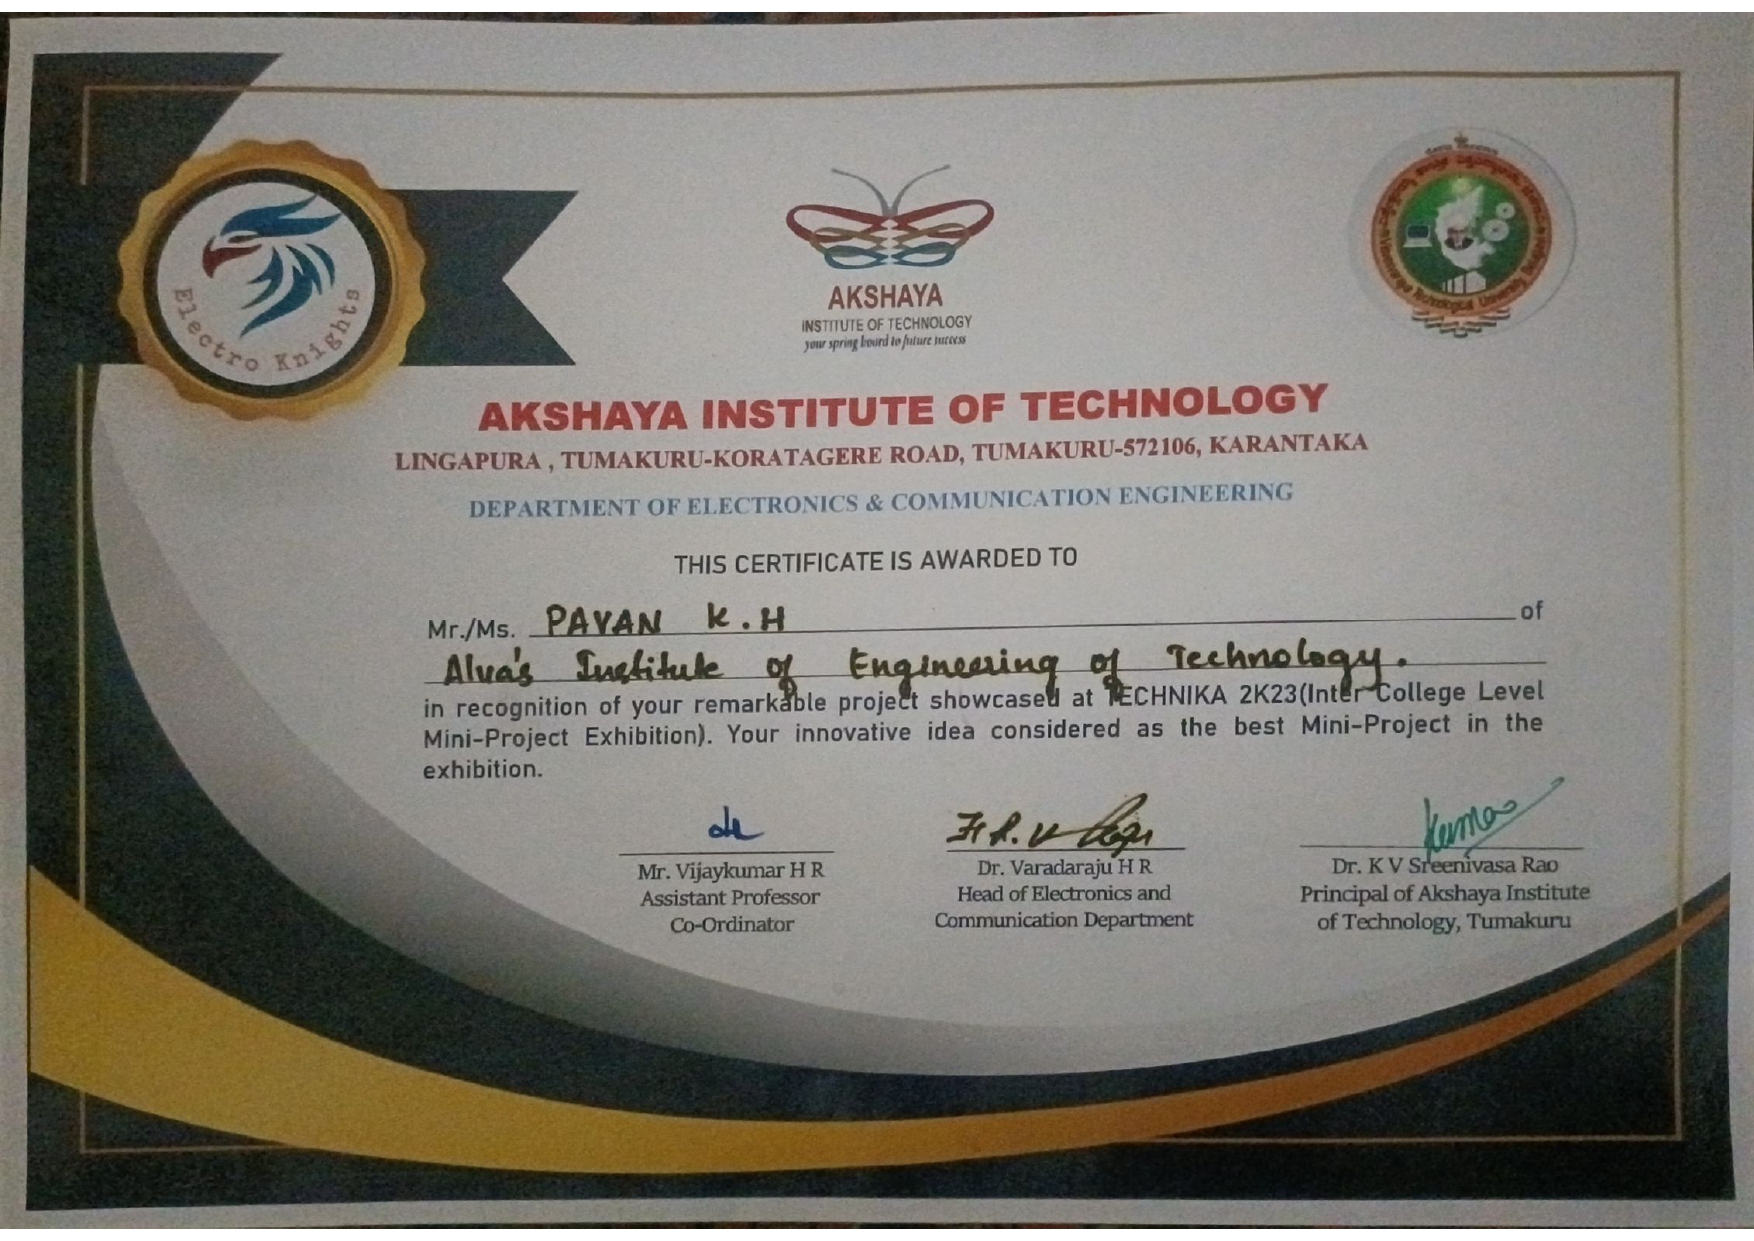 Electro Knights
AKSHAYA
INSTITUTE OF TECHNOLOGY
your spring board to future success
Technological University
AKSHAYA INSTITUTE OF TECHNOLOGY
LINGAPURA , TUMAKURU-KORATAGERE ROAD, TUMAKURU-572106, KARANTAKA
DEPARTMENT OF ELECTRONICS & COMMUNICATION ENGINEERING
THIS CERTIFICATE IS AWARDED TO
Mr./Ms. PAVAN K.H of
Alva's Institute of Engineering of Technology.
in recognition of your remarkable project showcased at TECHNIKA 2K23(Inter College Level
Mini-Project Exhibition). Your innovative idea considered as the best Mini-Project in the
exhibition.
Mr. Vijaykumar H R
Assistant Professor
Co-Ordinator
Dr. Varadaraju H R
Head of Electronics and
Communication Department
Dr. K V Sreenivasa Rao
Principal of Akshaya Institute
of Technology, Tumakuru